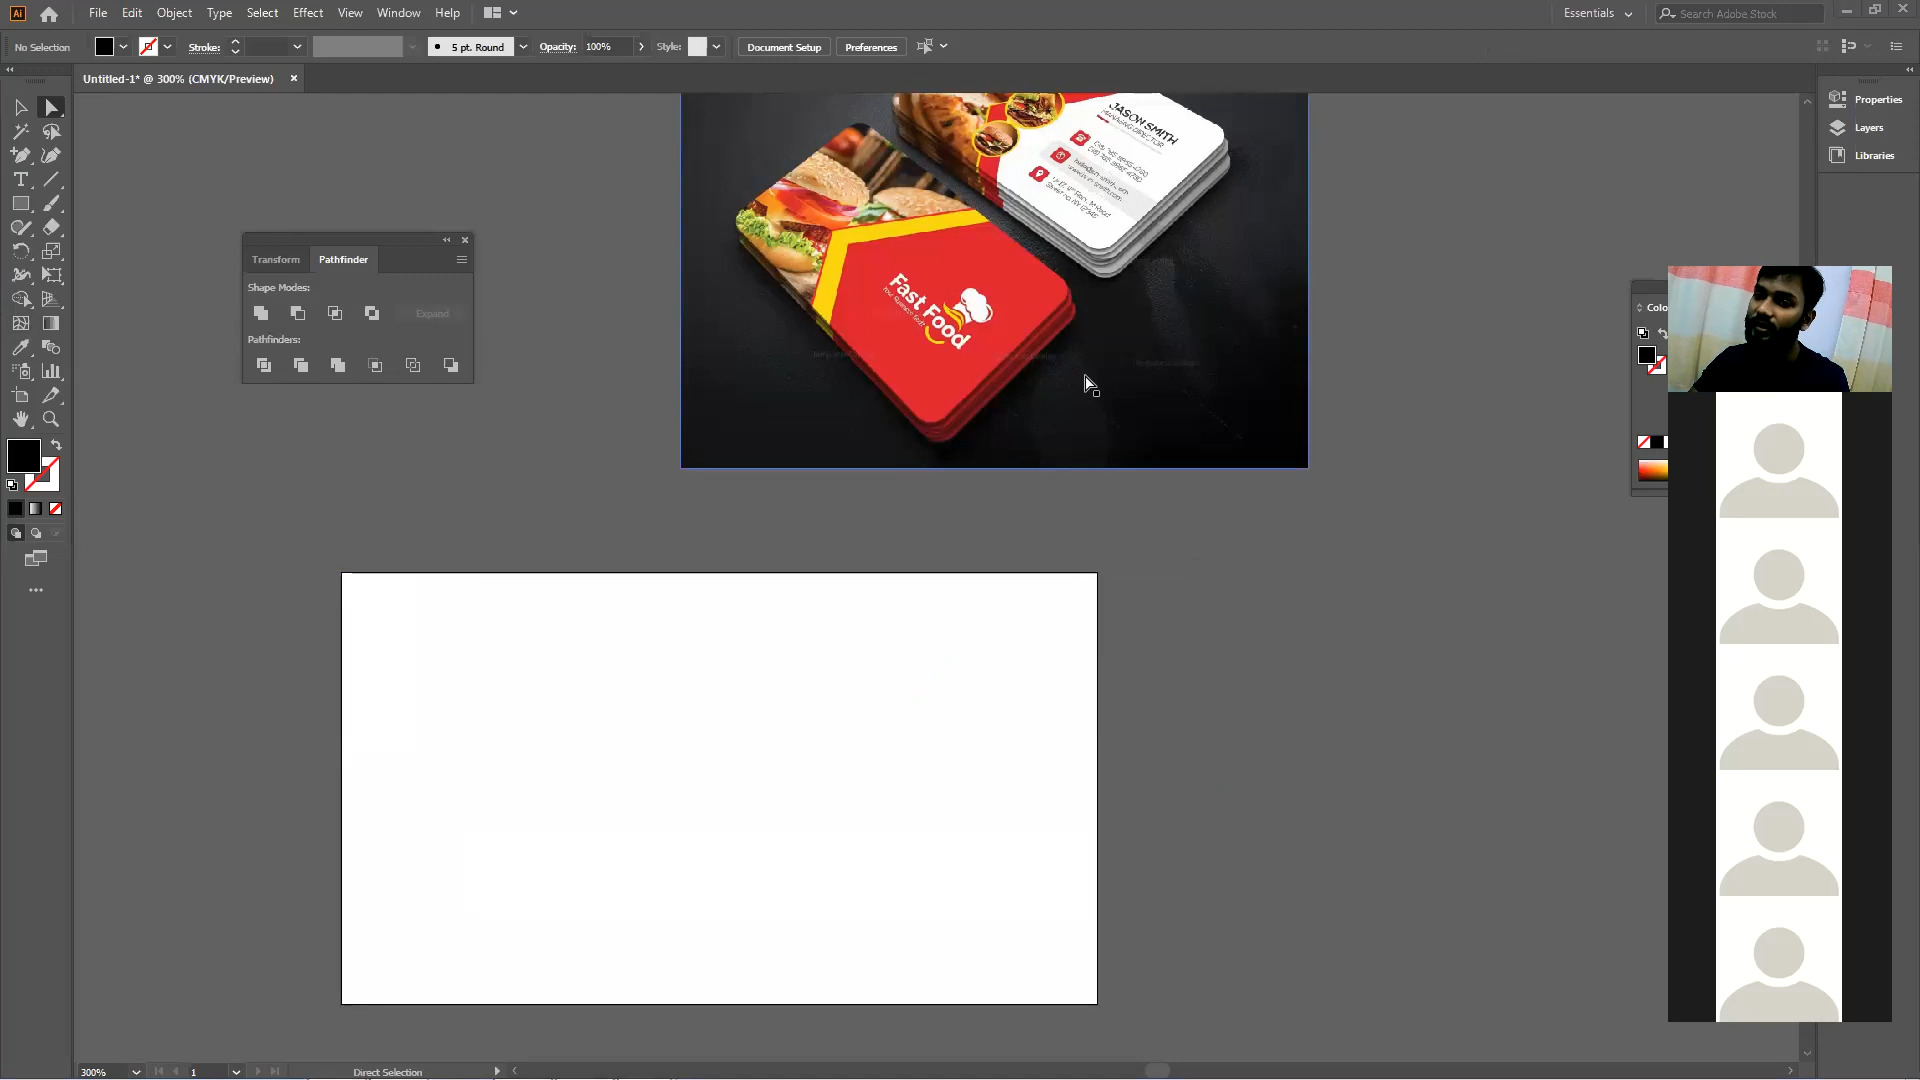 File Edit Object Type Select Effect View Window Help
Essentials
Search Adobe Stock
No Selection
Stroke:
5 pt. Round
Opacity: 100%
Style:
Document Setup
Preferences
Untitled-1* @ 300% (CMYK/Preview)
Properties
Layers
Libraries
Transform
Pathfinder
Shape Modes:
Expand
Pathfinders:
JASON SMITH
MANAGING DIRECTOR
Fast Food
Colo
300%
1
Direct Selection